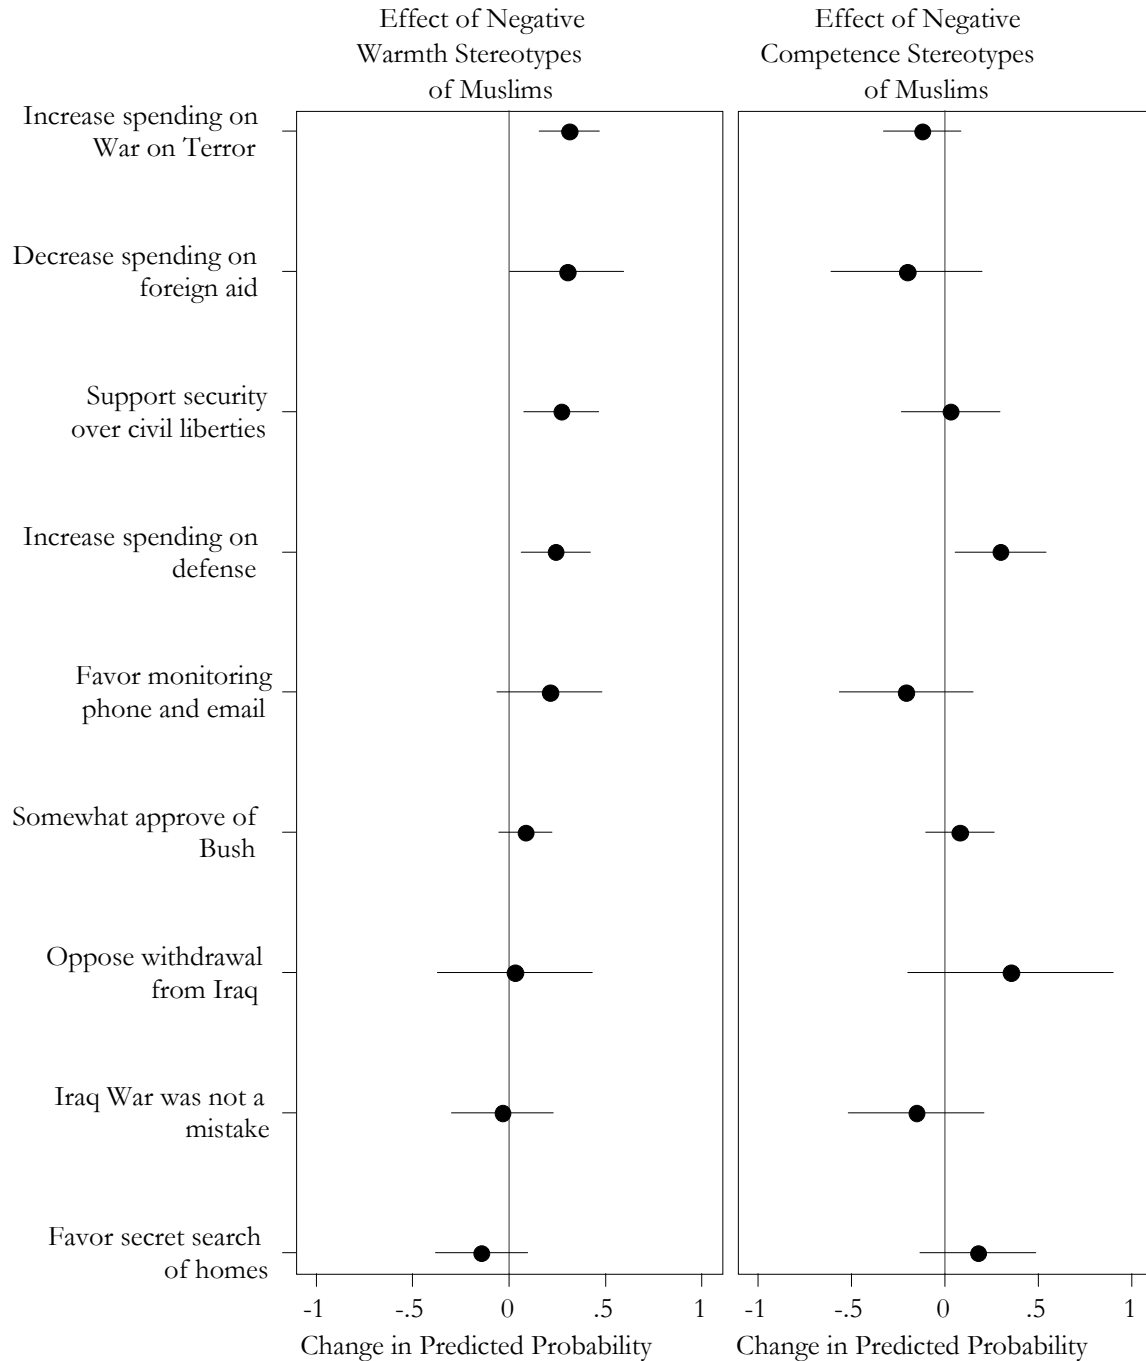 Effect of Negative
Warmth Stereotypes
of Muslims
Effect of Negative
Competence Stereotypes
of Muslims
Increase spending on
War on Terror
Decrease spending on
foreign aid
Support security
over civil liberties
Increase spending on
defense
Favor monitoring
phone and email
Somewhat approve of
Bush
Oppose withdrawal
from Iraq
Iraq War was not a
mistake
Favor secret search
of homes
-1 -.5 0 .5 1
Change in Predicted Probability
-1 -.5 0 .5 1
Change in Predicted Probability